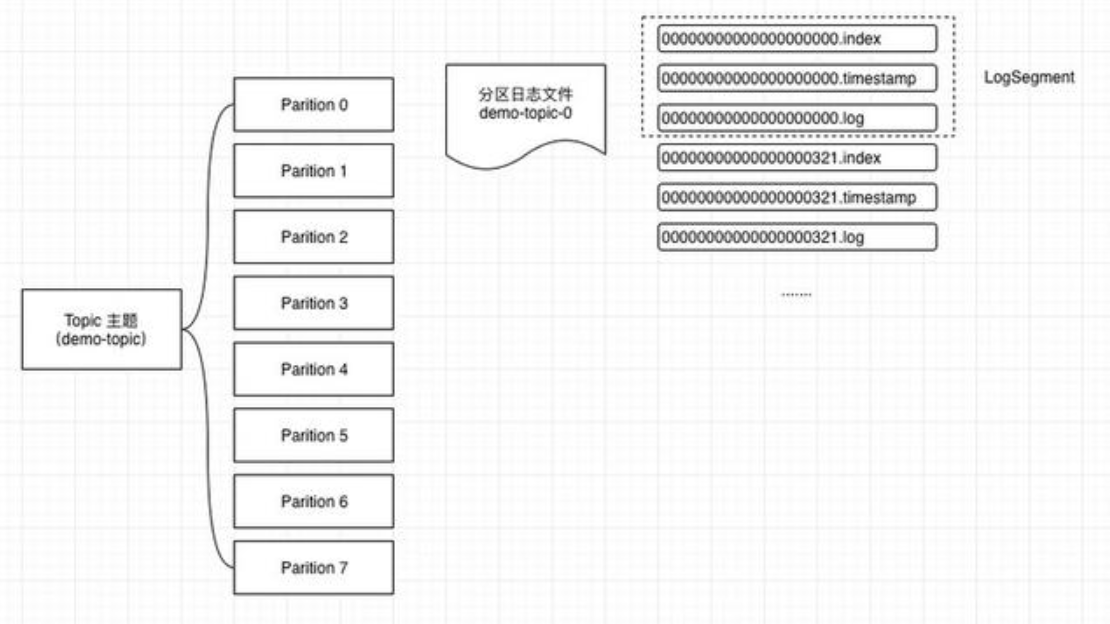 Topic 主题
(demo-topic)
Parition 0
Parition 1
Parition 2
Parition 3
Parition 4
Parition 5
Parition 6
Parition 7
分区日志文件
demo-topic-0
00000000000000000000.index
00000000000000000000.timestamp
00000000000000000000.log
00000000000000000321.index
00000000000000000321.timestamp
00000000000000000321.log
.......
LogSegment